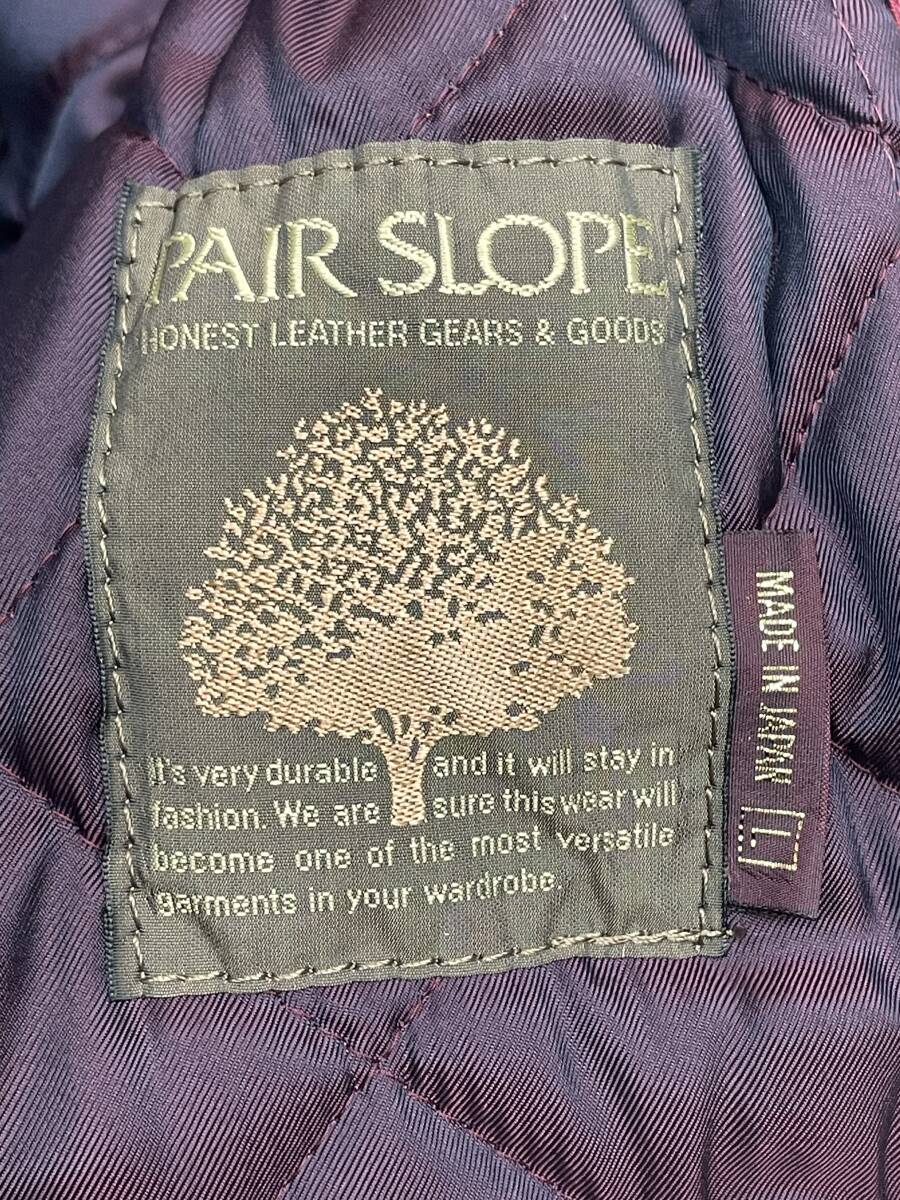 PAIR SLOPE
HONEST LEATHER GEARS & GOODS
It's very durable and it will stay in
fashion. We are sure this wear will
become one of the most versatile
garments in your wardrobe.
MADE IN JAPAN
L